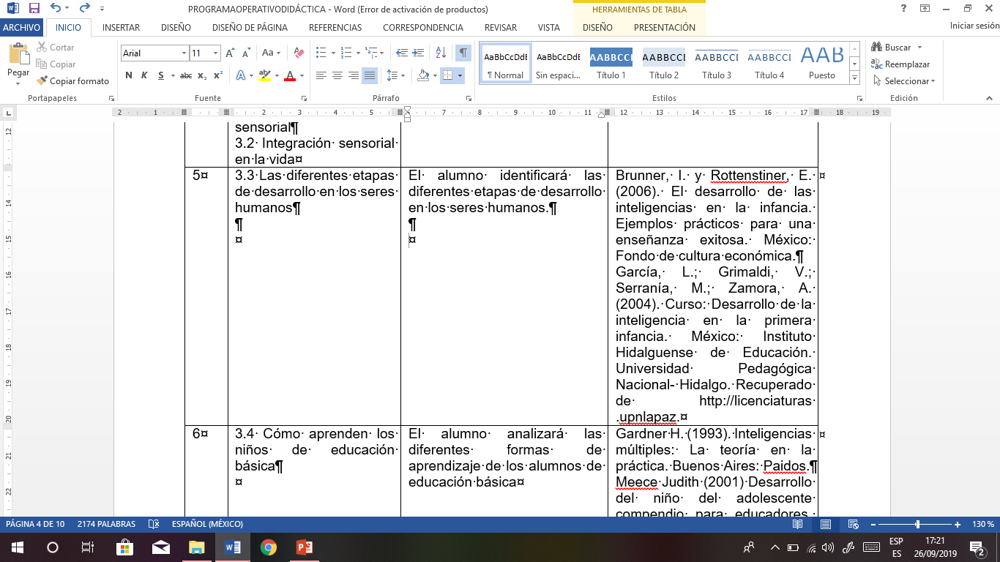 PROGRAMAOPERATIVODIDÁCTICA - Word (Error de activación de productos)
HERRAMIENTAS DE TABLA
ARCHIVO INICIO INSERTAR DISEÑO DISEÑO DE PÁGINA REFERENCIAS CORRESPONDENCIA REVISAR VISTA DISEÑO PRESENTACIÓN Iniciar sesión
Pegar
Cortar
Copiar
Copiar formato
Portapapeles
Arial 11
N K S abc x₂ x²
Fuente
Párrafo
AaBbCcDdE AaBbCcDdE AABBCCI AABBCCI AABBCCI AABBCCI AAB
¶ Normal Sin espaci... Título 1 Título 2 Título 3 Título 4 Puesto
Estilos
Buscar
Reemplazar
Seleccionar
Edición
2 1 1 2 3 4 5 7 8 9 10 11 12 13 14 15 16 17 18 19
12
14
15
16
17
18
19
20
21
22
sensorial¶
3.2· Integración· sensorial·
en·la·vida¤
5¤
3.3·Las·diferentes·etapas·
de·desarrollo·en·los·seres·
humanos¶
¶
¤
El· alumno· identificará· las·
diferentes·etapas·de·desarrollo·
en·los·seres·humanos.¶
¶
¤
Brunner,· I.· y· Rottenstiner,· E.·
(2006).· El· desarrollo· de· las·
inteligencias· en· la· infancia.·
Ejemplos· prácticos· para· una·
enseñanza· exitosa.· México:·
Fondo·de·cultura·económica.¶
García,· L.;· Grimaldi,· V.;·
Serranía,· M.;· Zamora,· A.·
(2004).·Curso:·Desarrollo·de·la·
inteligencia· en· la· primera·
infancia.· México:· Instituto·
Hidalguense· de· Educación.·
Universidad· Pedagógica·
Nacional-·Hidalgo.·Recuperado·
de· http://licenciaturas·
.upnlapaz.¤
¤
6¤
3.4· Cómo· aprenden· los·
niños· de· educación·
básica¶
¤
El· alumno· analizará· las·
diferentes· formas· de·
aprendizaje·de·los·alumnos·de·
educación·básica¤
Gardner·H.·(1993).·Inteligencias·
múltiples:· La· teoría· en· la·
práctica.·Buenos·Aires:·Paidos.¶
Meece·Judith·(2001)·Desarrollo·
del· niño· del· adolescente·
compendio· para· educadores.·
¤
PÁGINA 4 DE 10 2174 PALABRAS ESPAÑOL (MÉXICO) 130 %
ESP
ES
17:21
26/09/2019
2